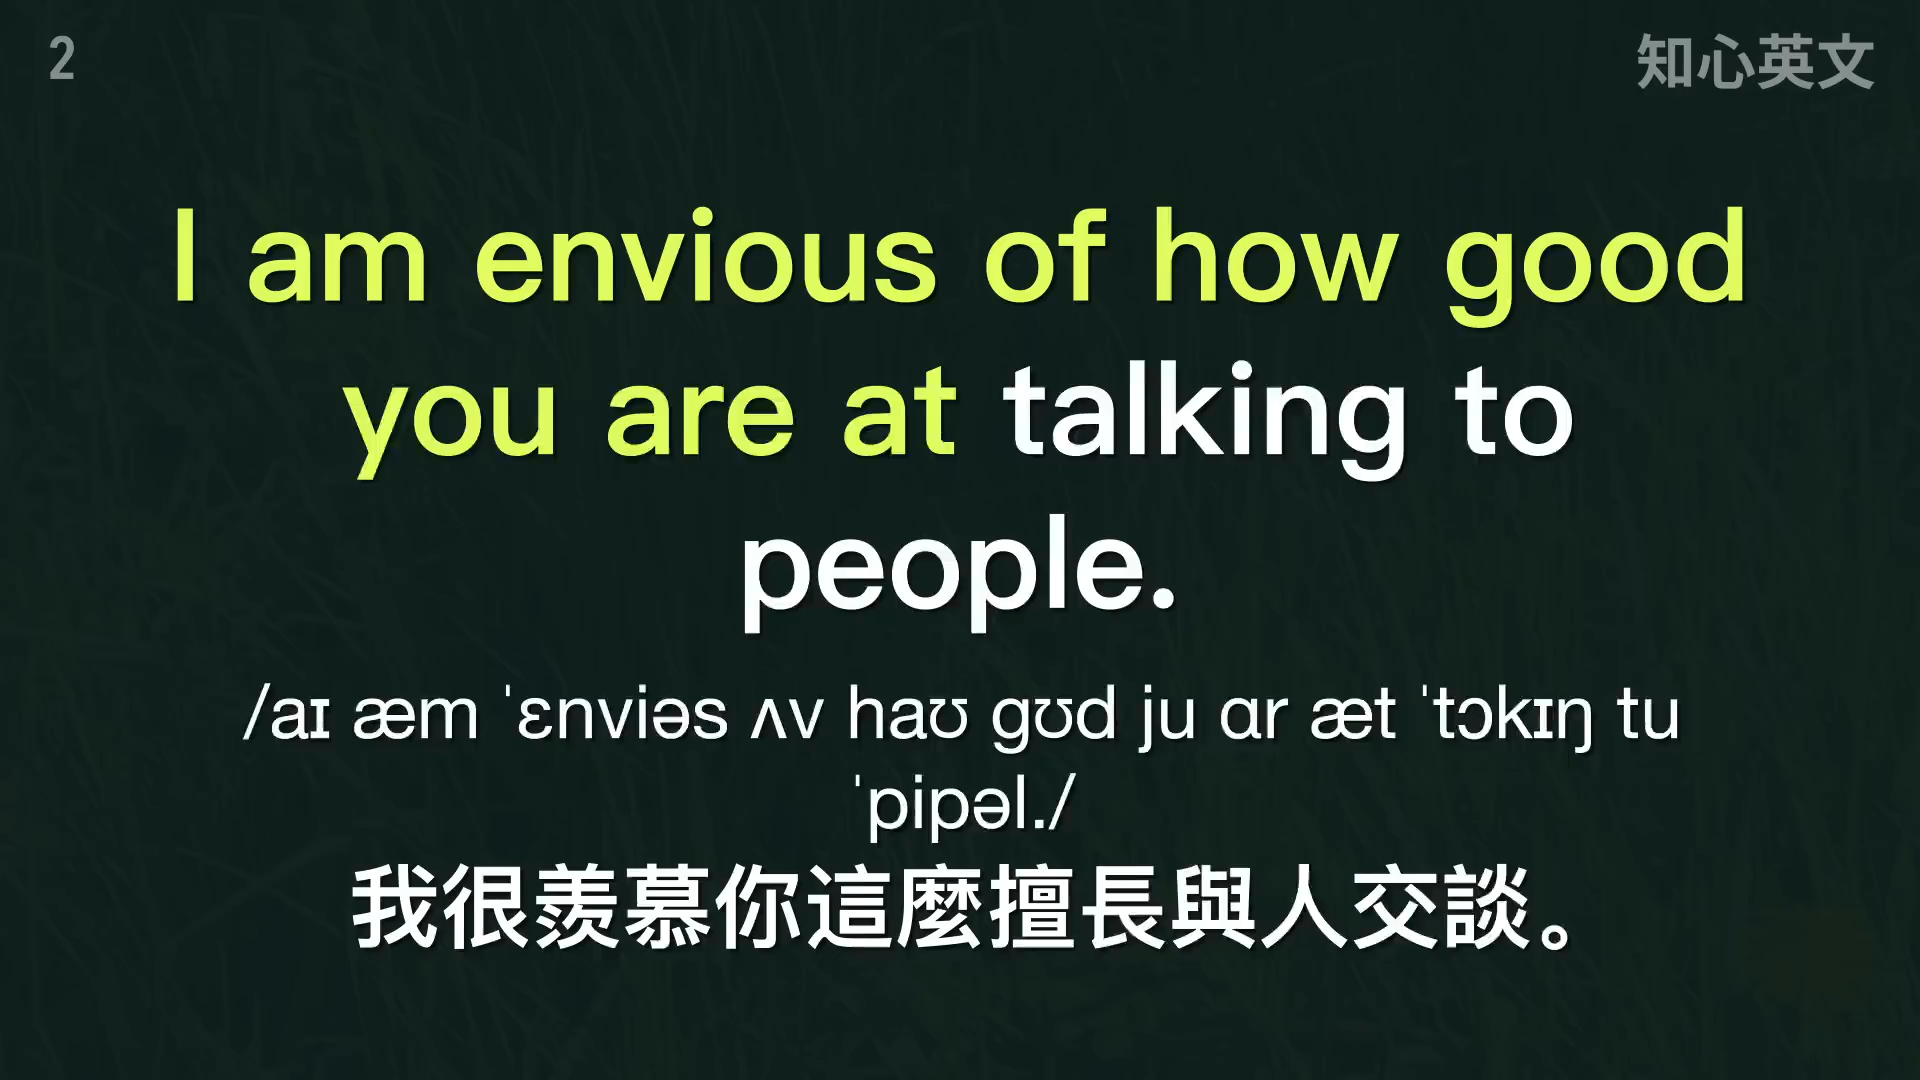 2
知心英文
I am envious of how good
you are at talking to
people.
/aɪ æm ˈɛnviəs ʌv haʊ gʊd ju ɑr æt ˈtɔkɪŋ tu
ˈpipəl./
我很羨慕你這麼擅長與人交談。